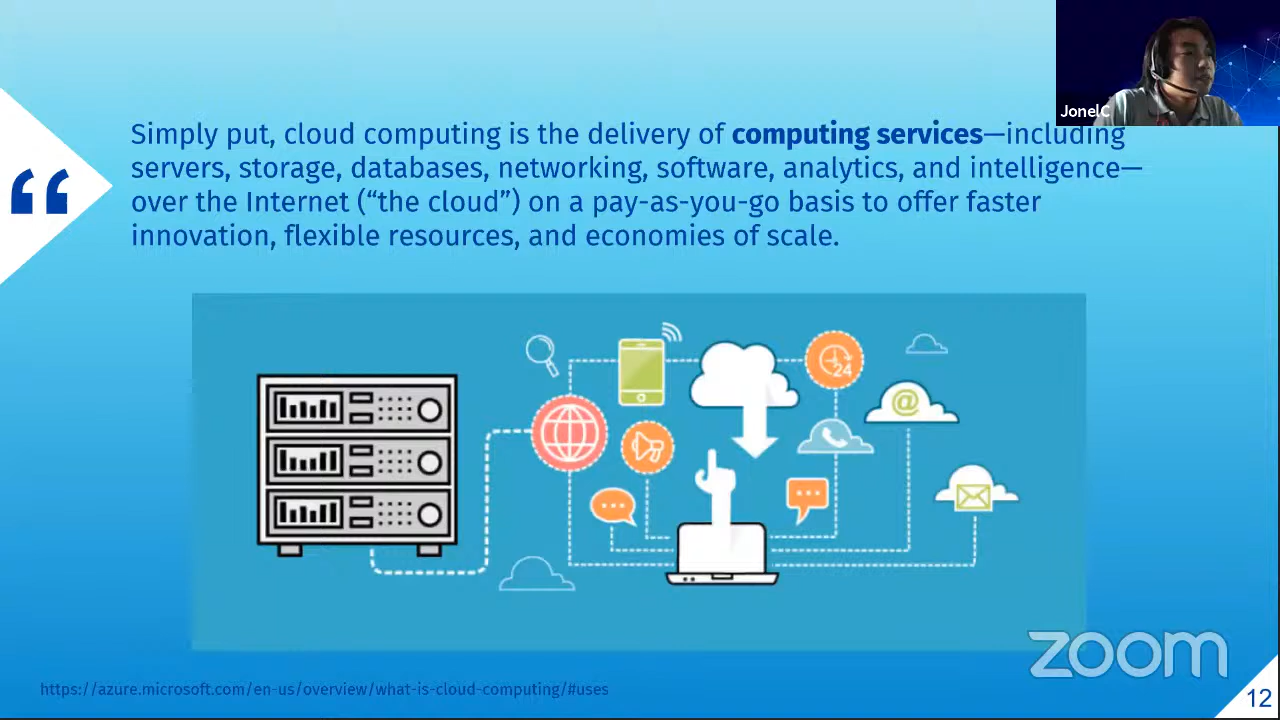 JonelC
Simply put, cloud computing is the delivery of computing services—including
servers, storage, databases, networking, software, analytics, and intelligence—
over the Internet (“the cloud”) on a pay-as-you-go basis to offer faster
innovation, flexible resources, and economies of scale.
24
@
zoom
https://azure.microsoft.com/en-us/overview/what-is-cloud-computing/#uses
12